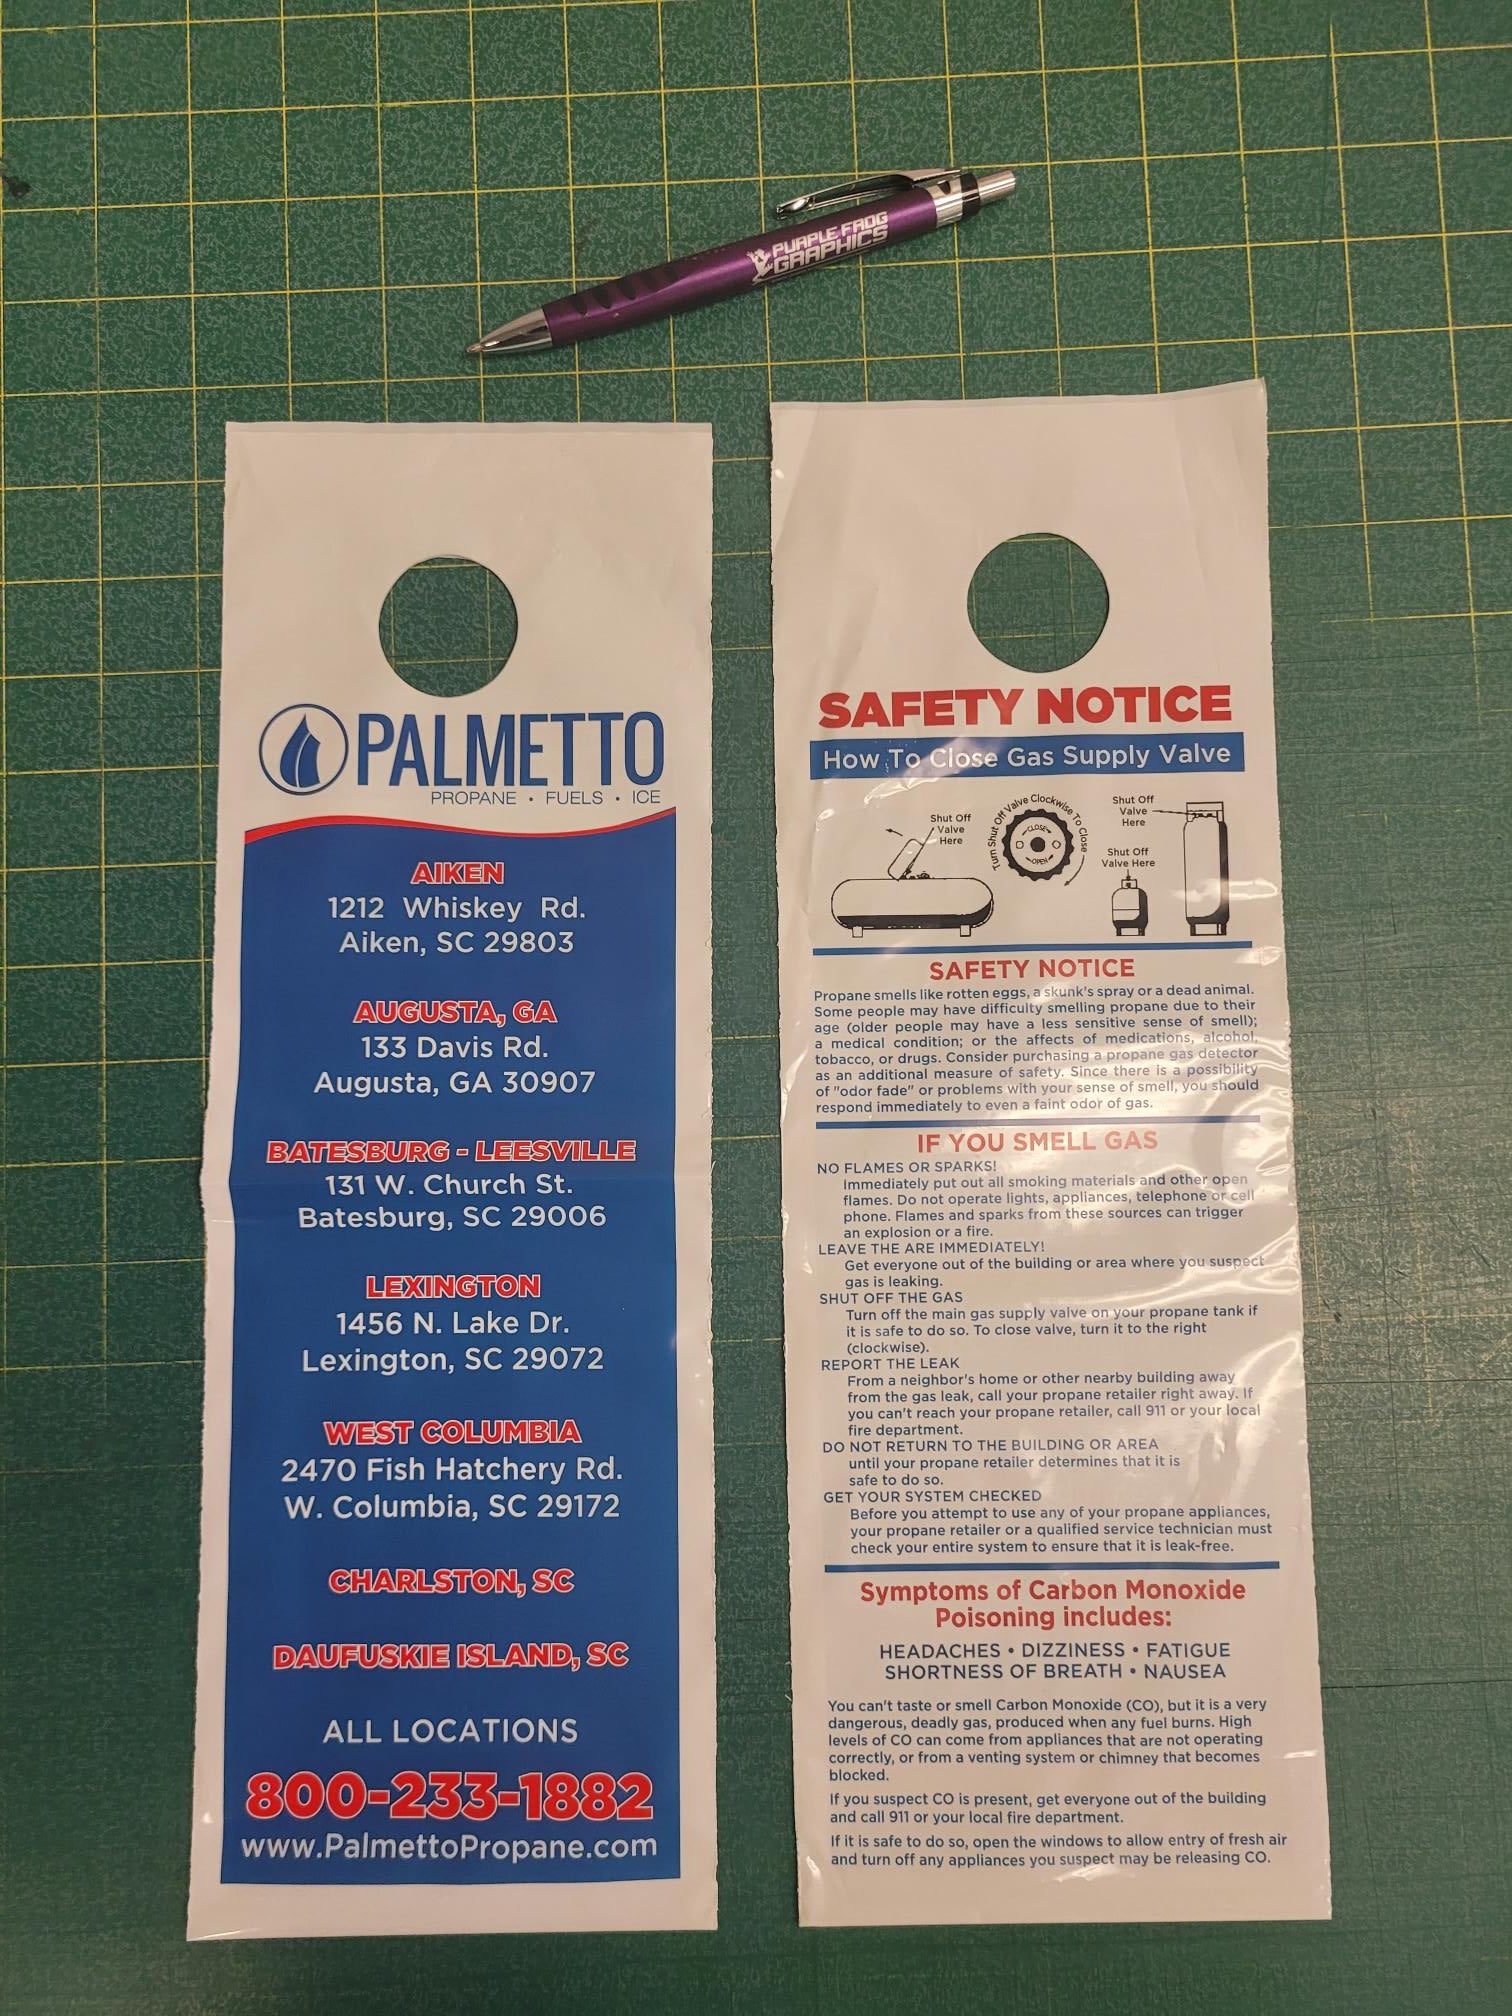 PURPLE FROG
GRAPHICS
PALMETTO
PROPANE • FUELS • ICE
AIKEN
1212 Whiskey Rd.
Aiken, SC 29803
AUGUSTA, GA
133 Davis Rd.
Augusta, GA 30907
BATESBURG - LEESVILLE
131 W. Church St.
Batesburg, SC 29006
LEXINGTON
1456 N. Lake Dr.
Lexington, SC 29072
WEST COLUMBIA
2470 Fish Hatchery Rd.
W. Columbia, SC 29172
CHARLSTON, SC
DAUFUSKIE ISLAND, SC
ALL LOCATIONS
800-233-1882
www.PalmettoPropane.com
SAFETY NOTICE
How To Close Gas Supply Valve
Shut Off
Valve
Here
Turn Shut Off Valve Clockwise To Close
CLOSE
OPEN
Shut Off
Valve
Here
Shut Off
Valve Here
SAFETY NOTICE
Propane smells like rotten eggs, a skunk's spray or a dead animal.
Some people may have difficulty smelling propane due to their
age (older people may have a less sensitive sense of smell);
a medical condition; or the affects of medications, alcohol,
tobacco, or drugs. Consider purchasing a propane gas detector
as an additional measure of safety. Since there is a possibility
of "odor fade" or problems with your sense of smell, you should
respond immediately to even a faint odor of gas.
IF YOU SMELL GAS
NO FLAMES OR SPARKS!
Immediately put out all smoking materials and other open
flames. Do not operate lights, appliances, telephone or cell
phone. Flames and sparks from these sources can trigger
an explosion or a fire.
LEAVE THE ARE IMMEDIATELY!
Get everyone out of the building or area where you suspect
gas is leaking.
SHUT OFF THE GAS
Turn off the main gas supply valve on your propane tank if
it is safe to do so. To close valve, turn it to the right
(clockwise).
REPORT THE LEAK
From a neighbor's home or other nearby building away
from the gas leak, call your propane retailer right away. If
you can't reach your propane retailer, call 911 or your local
fire department.
DO NOT RETURN TO THE BUILDING OR AREA
until your propane retailer determines that it is
safe to do so.
GET YOUR SYSTEM CHECKED
Before you attempt to use any of your propane appliances,
your propane retailer or a qualified service technician must
check your entire system to ensure that it is leak-free.
Symptoms of Carbon Monoxide
Poisoning includes:
HEADACHES • DIZZINESS • FATIGUE
SHORTNESS OF BREATH • NAUSEA
You can't taste or smell Carbon Monoxide (CO), but it is a very
dangerous, deadly gas, produced when any fuel burns. High
levels of CO can come from appliances that are not operating
correctly, or from a venting system or chimney that becomes
blocked.
If you suspect CO is present, get everyone out of the building
and call 911 or your local fire department.
If it is safe to do so, open the windows to allow entry of fresh air
and turn off any appliances you suspect may be releasing CO.